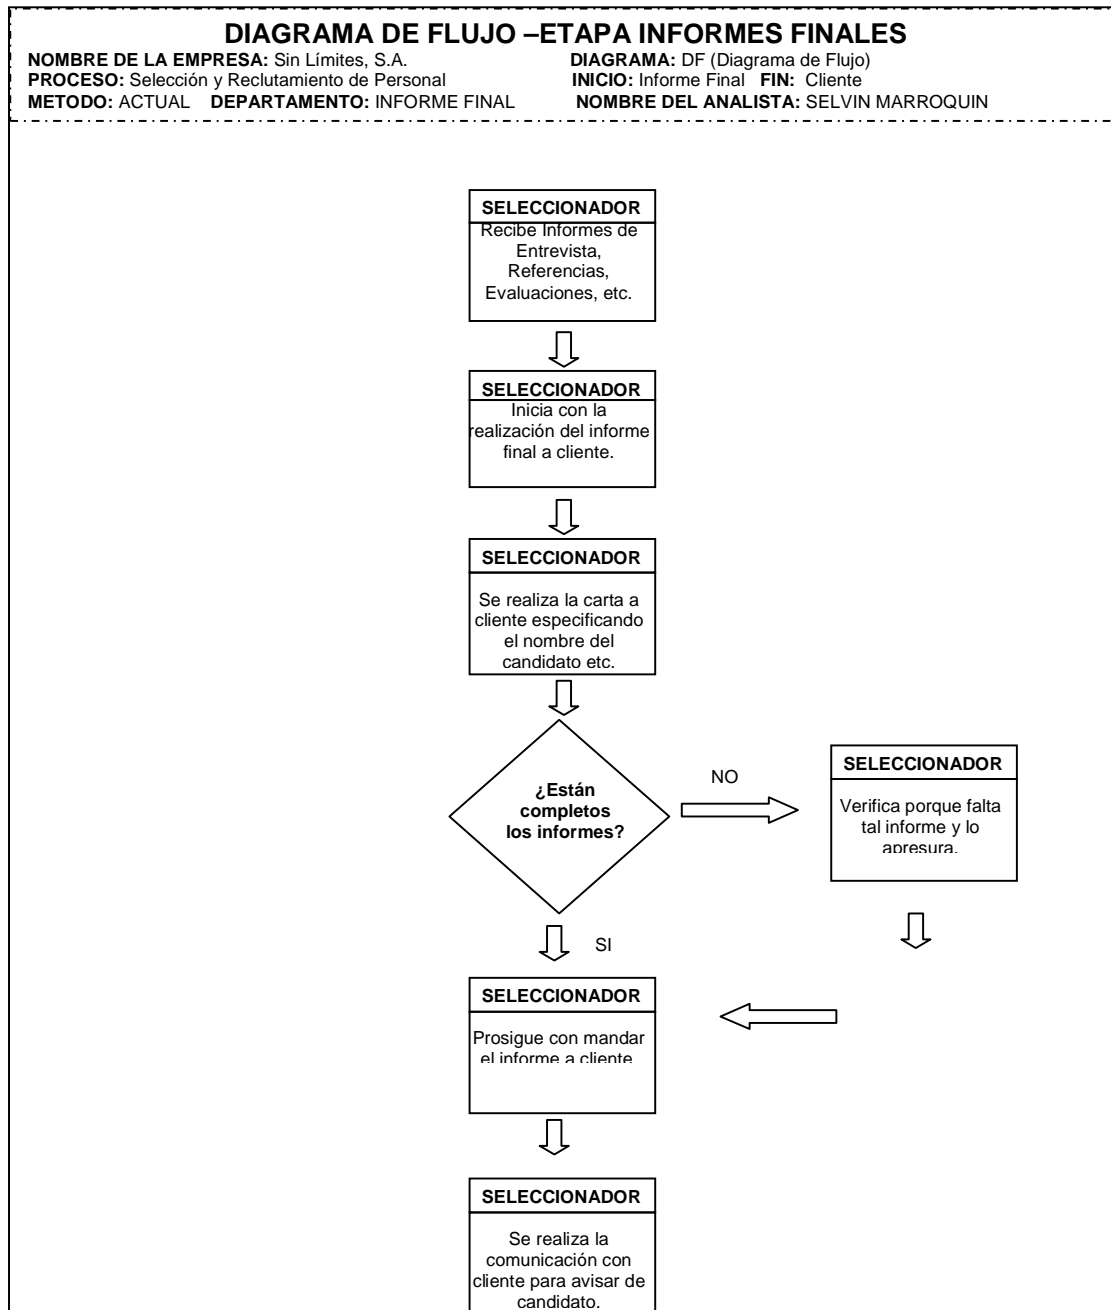 DIAGRAMA DE FLUJO –ETAPA INFORMES FINALES
NOMBRE DE LA EMPRESA: Sin Límites, S.A. DIAGRAMA: DF (Diagrama de Flujo)
PROCESO: Selección y Reclutamiento de Personal INICIO: Informe Final FIN: Cliente
METODO: ACTUAL DEPARTAMENTO: INFORME FINAL NOMBRE DEL ANALISTA: SELVIN MARROQUIN
SELECCIONADOR
Recibe Informes de
Entrevista,
Referencias,
Evaluaciones, etc.
SELECCIONADOR
Inicia con la
realización del informe
final a cliente.
SELECCIONADOR
Se realiza la carta a
cliente especificando
el nombre del
candidato etc.
¿Están
completos
los informes?
NO
SELECCIONADOR
Verifica porque falta
tal informe y lo
apresura.
SI
SELECCIONADOR
Prosigue con mandar
el informe a cliente
SELECCIONADOR
Se realiza la
comunicación con
cliente para avisar de
candidato.